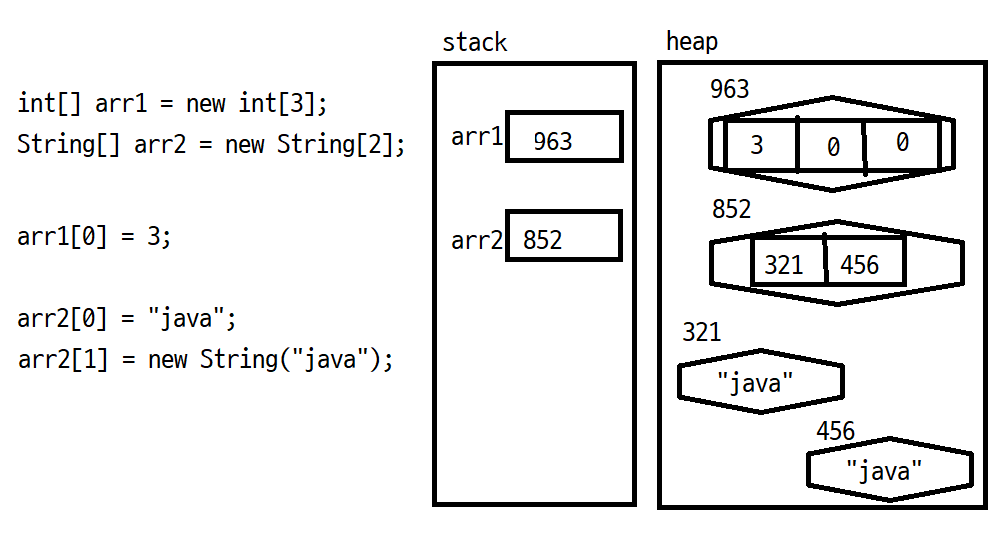 int[] arr1 = new int[3];
String[] arr2 = new String[2];
arr1[0] = 3;
arr2[0] = "java";
arr2[1] = new String("java");
stack
arr1 963
arr2 852
heap
963
3 0 0
852
321 456
321
"java"
456
"java"